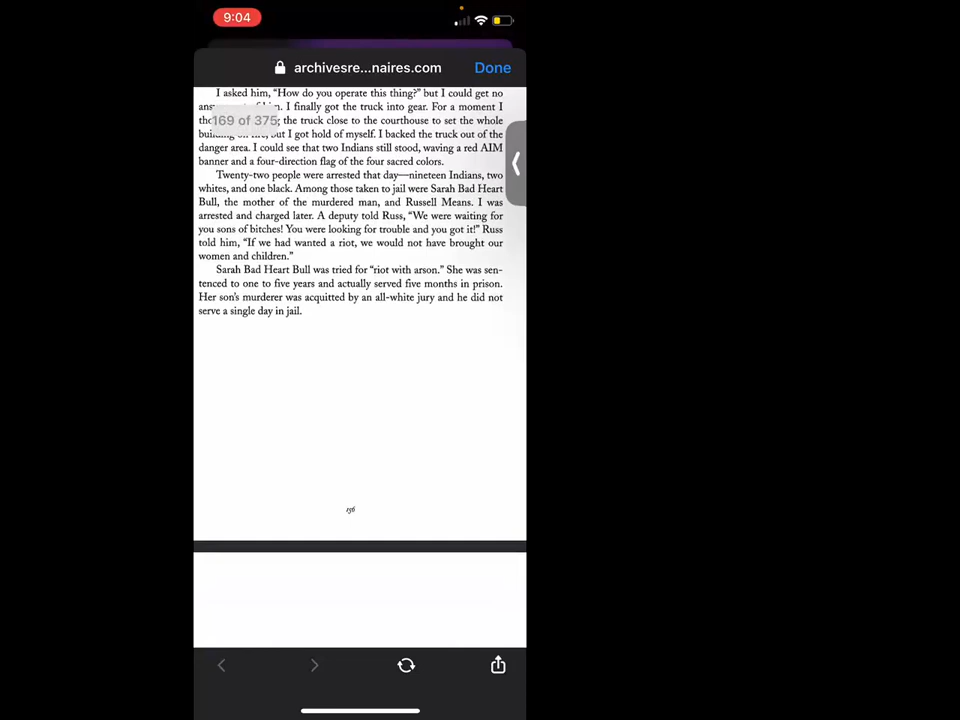 9:04
archivesre...naires.com
Done
I asked him, “How do you operate this thing?” but I could get no
of him. I finally got the truck into gear. For a moment I
169 of 375
the truck close to the courthouse to set the whole
but I got hold of myself. I backed the truck out of the
danger area. I could see that two Indians still stood, waving a red AIM
banner and a four-direction flag of the four sacred colors.
Twenty-two people were arrested that day—nineteen Indians, two
whites, and one black. Among those taken to jail were Sarah Bad Heart
Bull, the mother of the murdered man, and Russell Means. I was
arrested and charged later. A deputy told Russ, “We were waiting for
you sons of bitches! You were looking for trouble and you got it!” Russ
told him, “If we had wanted a riot, we would not have brought our
women and children.”
Sarah Bad Heart Bull was tried for “riot with arson.” She was sen-
tenced to one to five years and actually served five months in prison.
Her son’s murderer was acquitted by an all-white jury and he did not
serve a single day in jail.
156